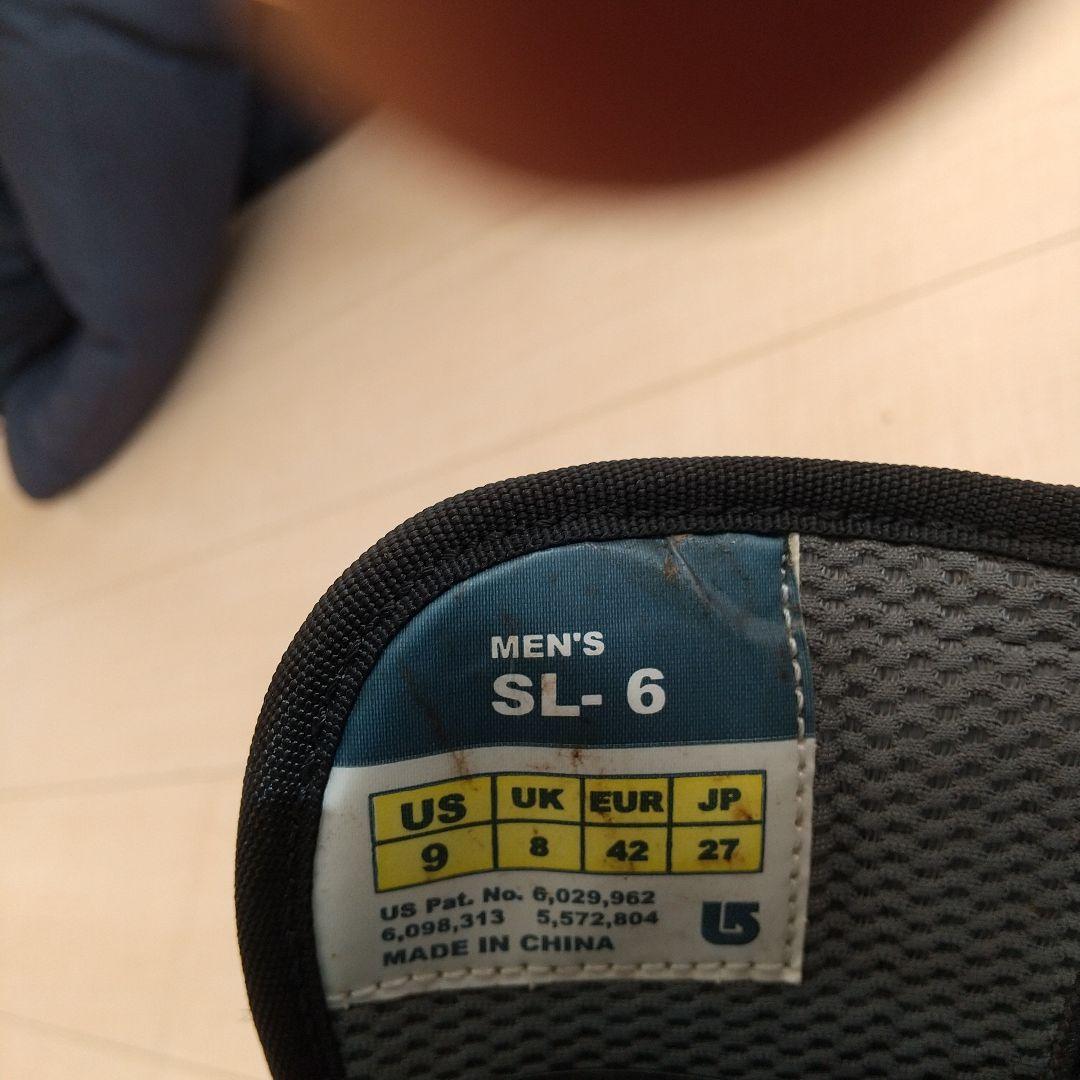 MEN'S
SL- 6
US UK EUR JP
9 8 42 27
US Pat. No. 6,029,962
6,098,313 5,572,804
MADE IN CHINA